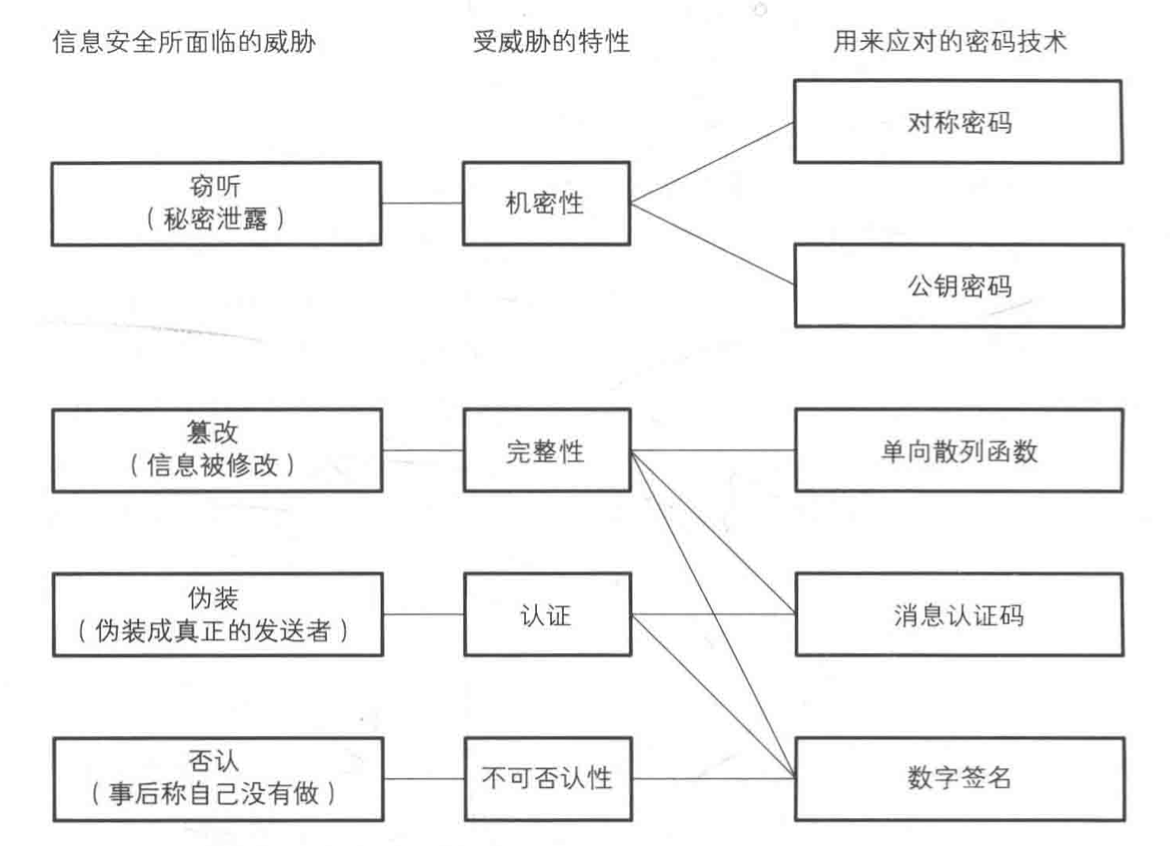 信息安全所面临的威胁
受威胁的特性
用来应对的密码技术
对称密码
窃听
（秘密泄露）
机密性
公钥密码
篡改
（信息被修改）
完整性
单向散列函数
伪装
（伪装成真正的发送者）
认证
消息认证码
否认
（事后称自己没有做）
不可否认性
数字签名